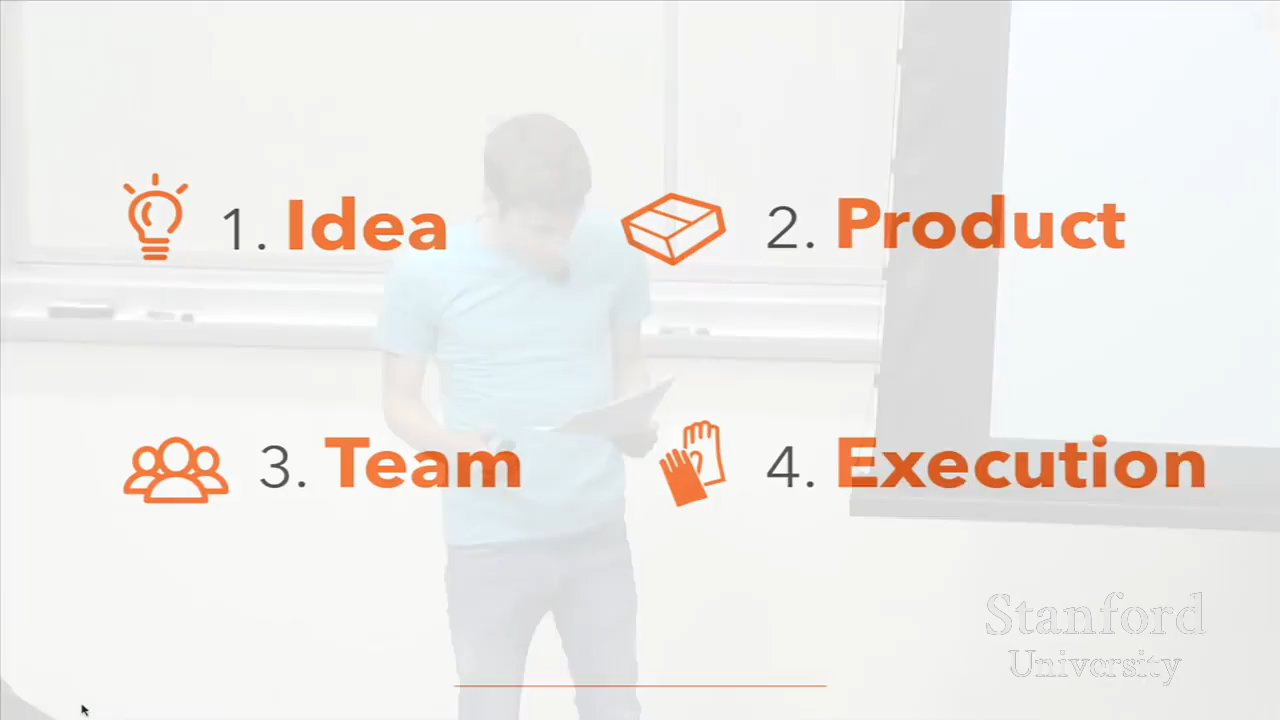 1. Idea
2. Product
3. Team
4. Execution
Stanford
University